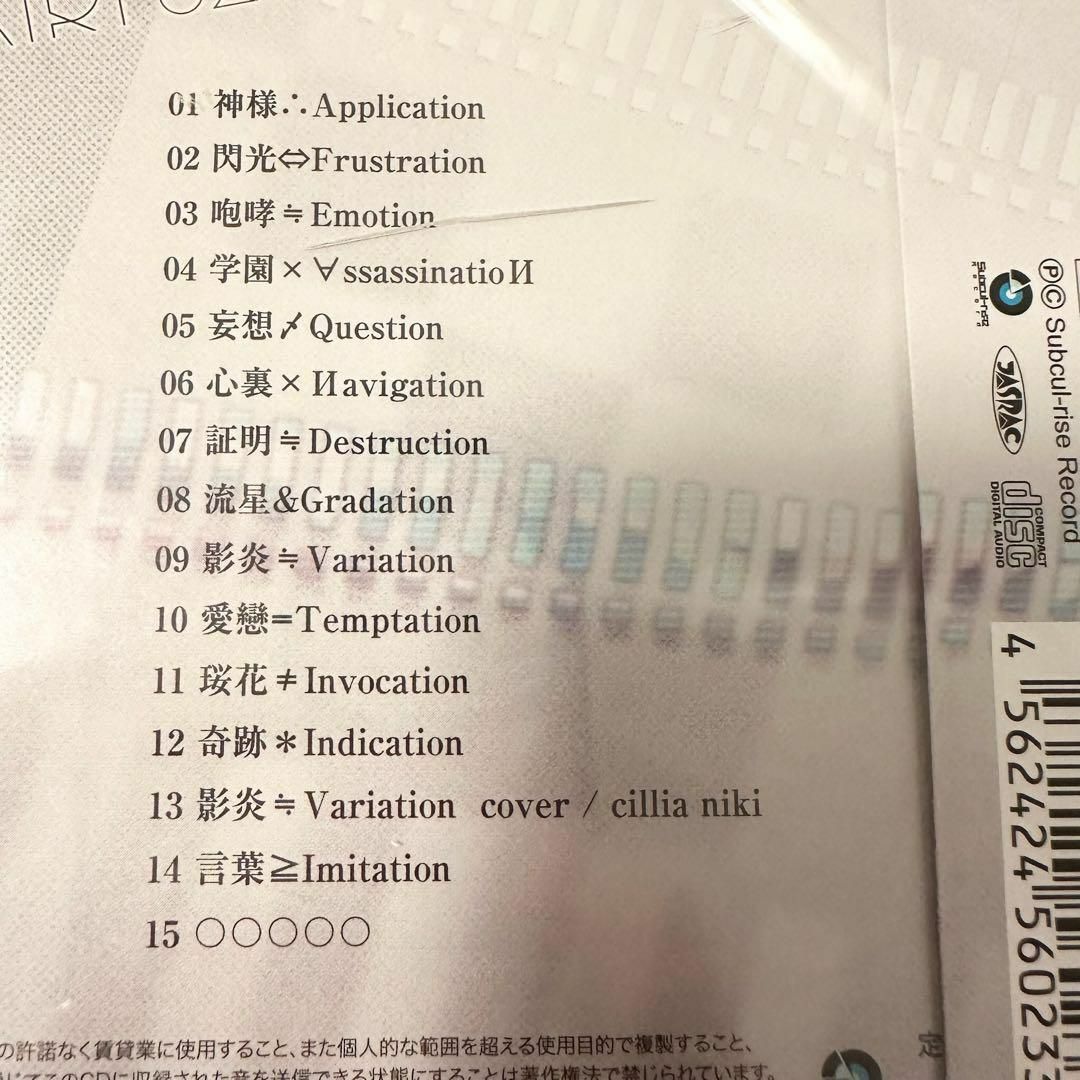 01 神様∴Application
02 閃光⇔Frustration
03 咆哮≒Emotion
04 学園×∀ssassinatioИ
05 妄想〆Question
06 心裏×Иavigation
07 証明≒Destruction
08 流星&Gradation
09 影炎≒Variation
10 愛戀=Temptation
11 珱花≠Invocation
12 奇跡＊Indication
13 影炎≒Variation cover / cillia niki
14 言葉≧Imitation
15 ○○○○○
の許諾なく賃貸業に使用すること、また個人的な範囲を超える使用目的で複製すること、
てこのCDに収録された音を送信できる状態にすることは著作権法で禁じられています。
定
Subcul-rise
Record
ⓅⒸ Subcul-rise Record
JASRAC
COMPACT
disc
DIGITAL AUDIO
4 562424 56023